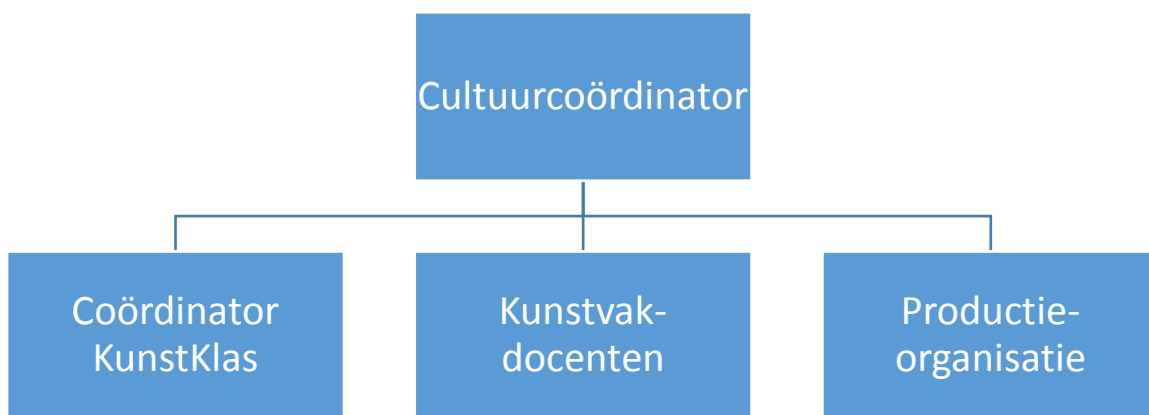 Cultuurcoördinator
Coördinator
KunstKlas
Kunstvak-
docenten
Productie-
organisatie